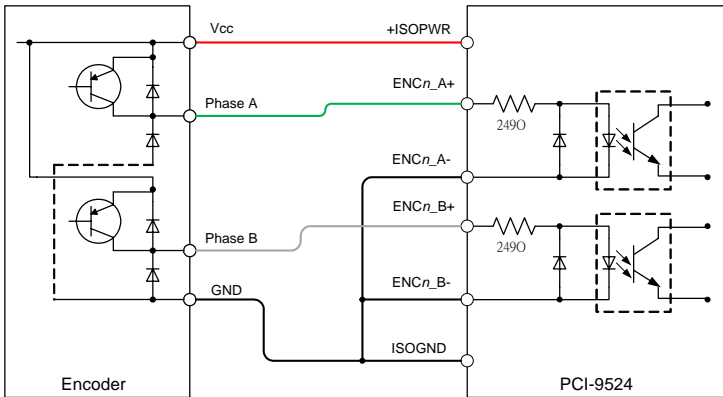 Vcc
+ISOPWR
Phase A
ENCn_A+
249O
ENCn_A-
ENCn_B+
Phase B
249O
GND
ENCn_B-
ISOGND
Encoder
PCI-9524